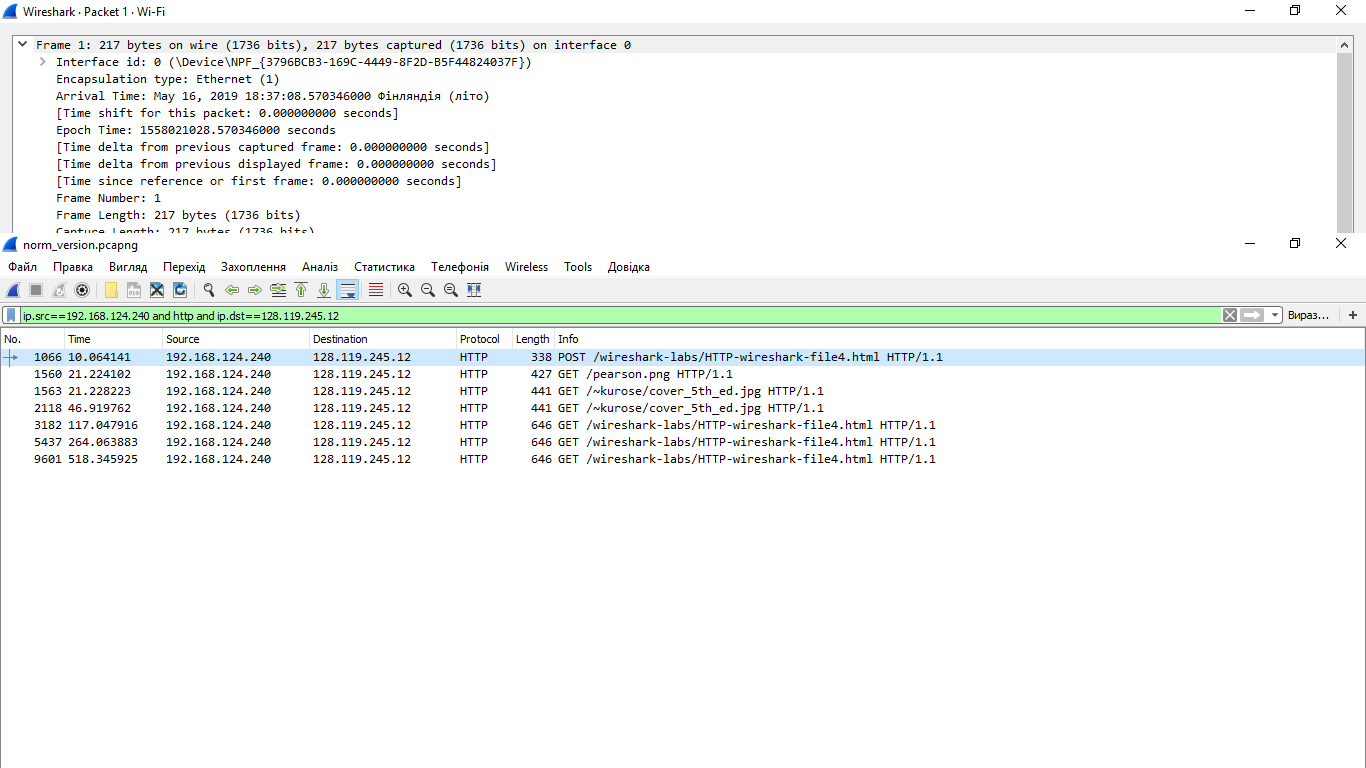 Wireshark · Packet 1 · Wi-Fi
Frame 1: 217 bytes on wire (1736 bits), 217 bytes captured (1736 bits) on interface 0
Interface id: 0 (\Device\NPF_{3796BCB3-169C-4449-8F2D-B5F44824037F})
Encapsulation type: Ethernet (1)
Arrival Time: May 16, 2019 18:37:08.570346000 Фінляндія (літо)
[Time shift for this packet: 0.000000000 seconds]
Epoch Time: 1558021028.570346000 seconds
[Time delta from previous captured frame: 0.000000000 seconds]
[Time delta from previous displayed frame: 0.000000000 seconds]
[Time since reference or first frame: 0.000000000 seconds]
Frame Number: 1
Frame Length: 217 bytes (1736 bits)
Capture Length: 217 bytes (1736 bits)
norm_version.pcapng
Файл Правка Вигляд Перехід Захоплення Аналіз Статистика Телефонія Wireless Tools Довідка
ip.src==192.168.124.240 and http and ip.dst==128.119.245.12 Вираз… +
No. Time Source Destination Protocol Length Info
1066 10.064141 192.168.124.240 128.119.245.12 HTTP 338 POST /wireshark-labs/HTTP-wireshark-file4.html HTTP/1.1
1560 21.224102 192.168.124.240 128.119.245.12 HTTP 427 GET /pearson.png HTTP/1.1
1563 21.228223 192.168.124.240 128.119.245.12 HTTP 441 GET /~kurose/cover_5th_ed.jpg HTTP/1.1
2118 46.919762 192.168.124.240 128.119.245.12 HTTP 441 GET /~kurose/cover_5th_ed.jpg HTTP/1.1
3182 117.047916 192.168.124.240 128.119.245.12 HTTP 646 GET /wireshark-labs/HTTP-wireshark-file4.html HTTP/1.1
5437 264.063883 192.168.124.240 128.119.245.12 HTTP 646 GET /wireshark-labs/HTTP-wireshark-file4.html HTTP/1.1
9601 518.345925 192.168.124.240 128.119.245.12 HTTP 646 GET /wireshark-labs/HTTP-wireshark-file4.html HTTP/1.1